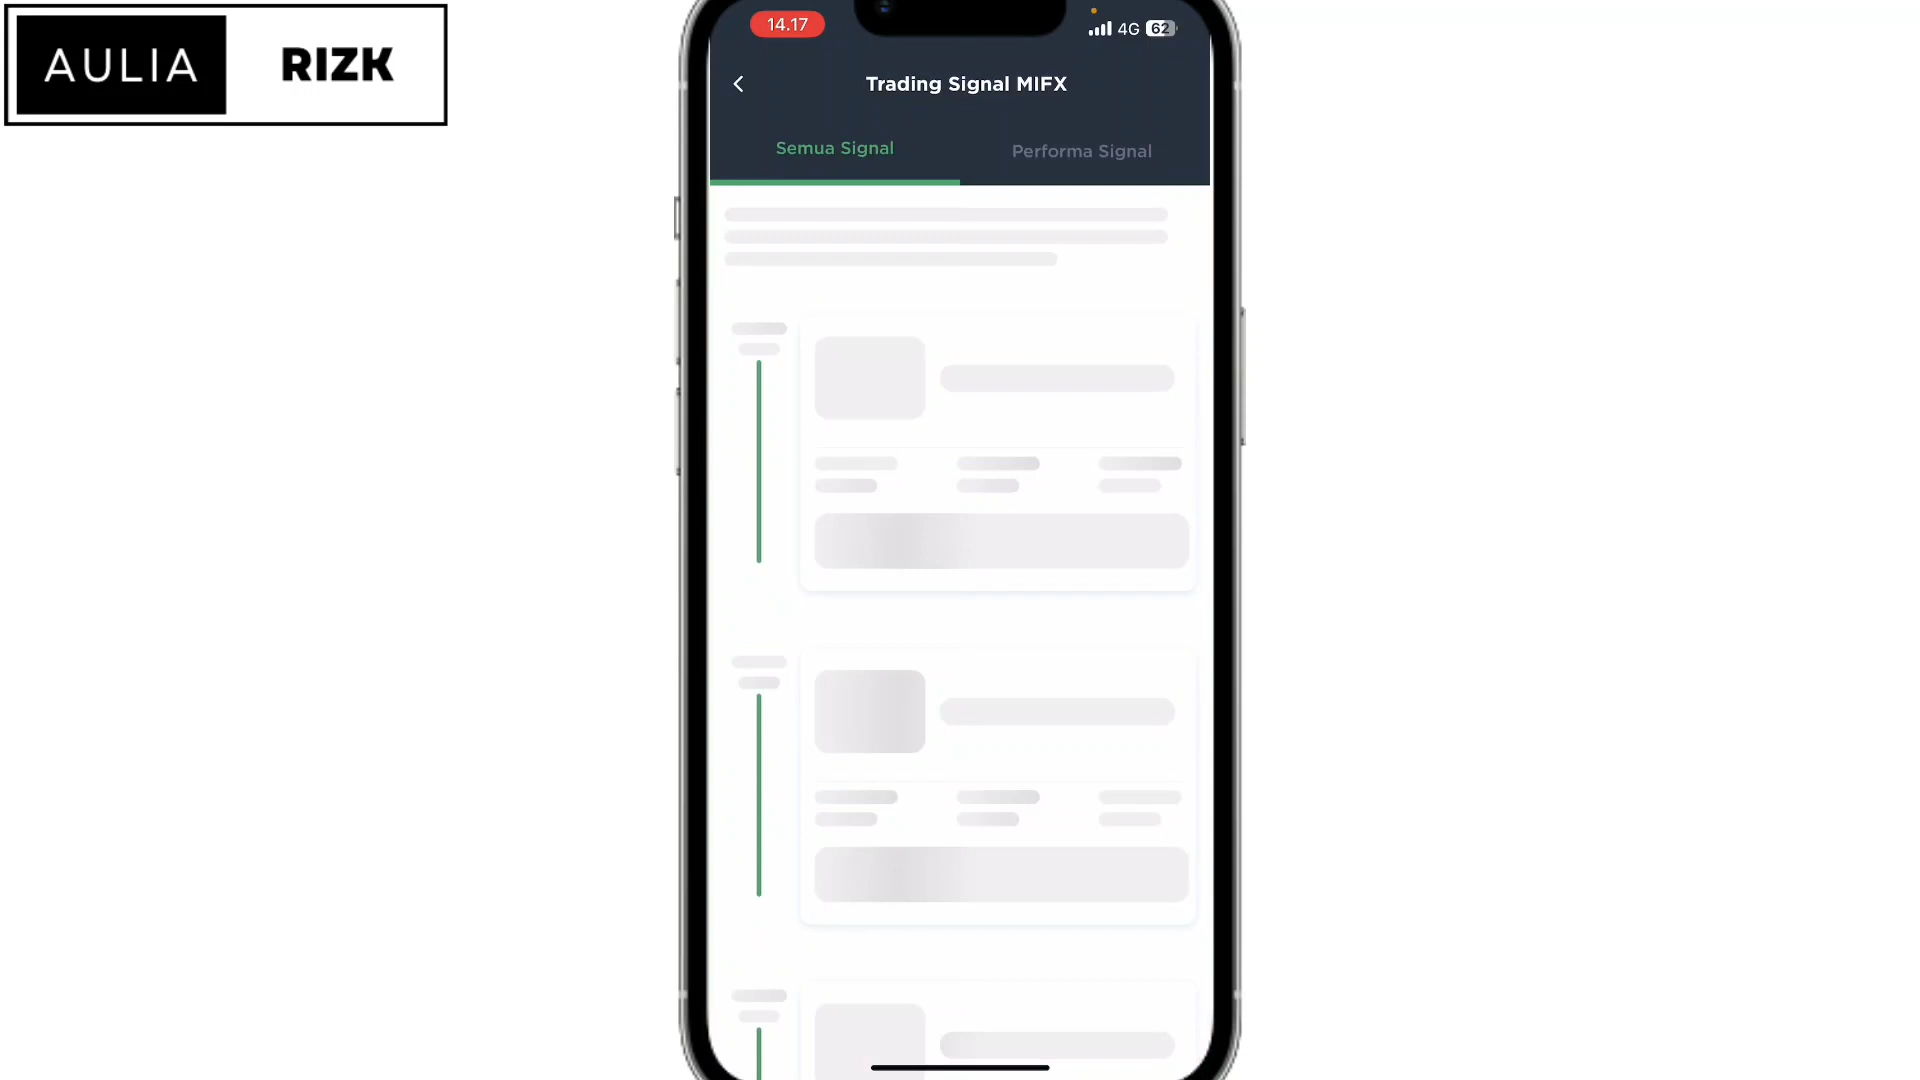 AULIA RIZK
14.17
4G 62
Trading Signal MIFX
Semua Signal
Performa Signal